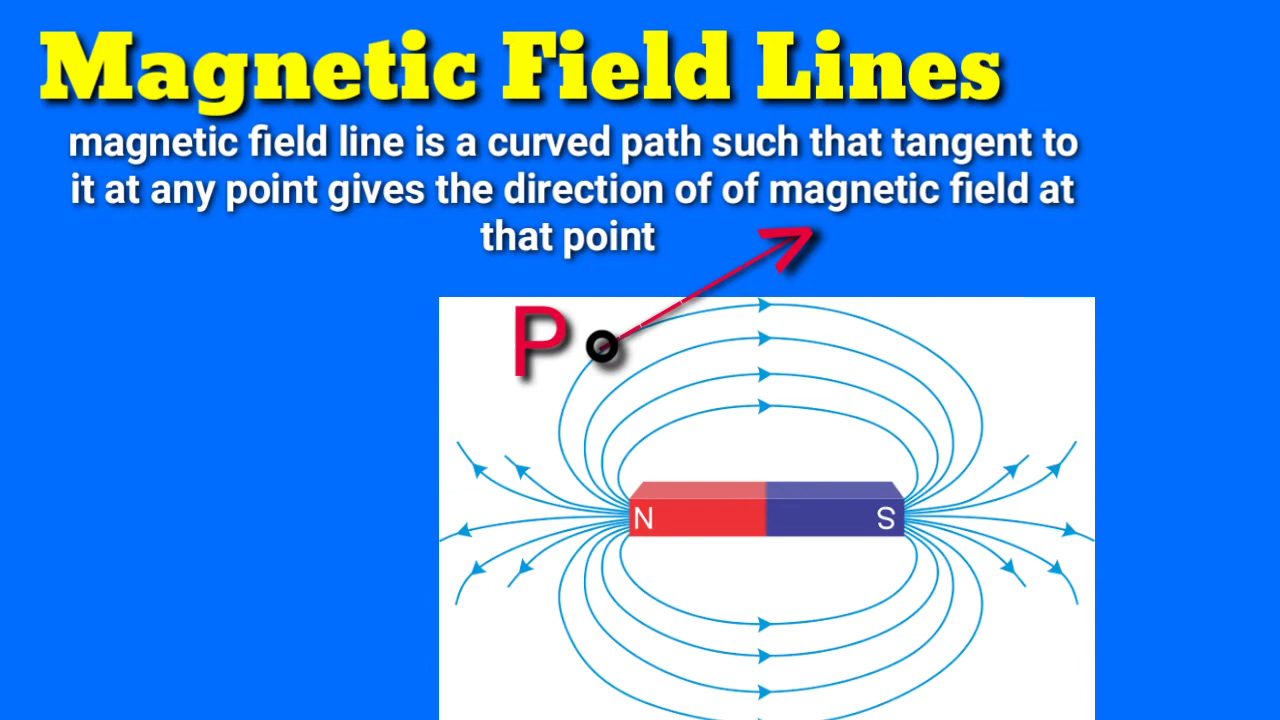 Magnetic Field Lines
magnetic field line is a curved path such that tangent to
it at any point gives the direction of of magnetic field at
that point
P
N
S